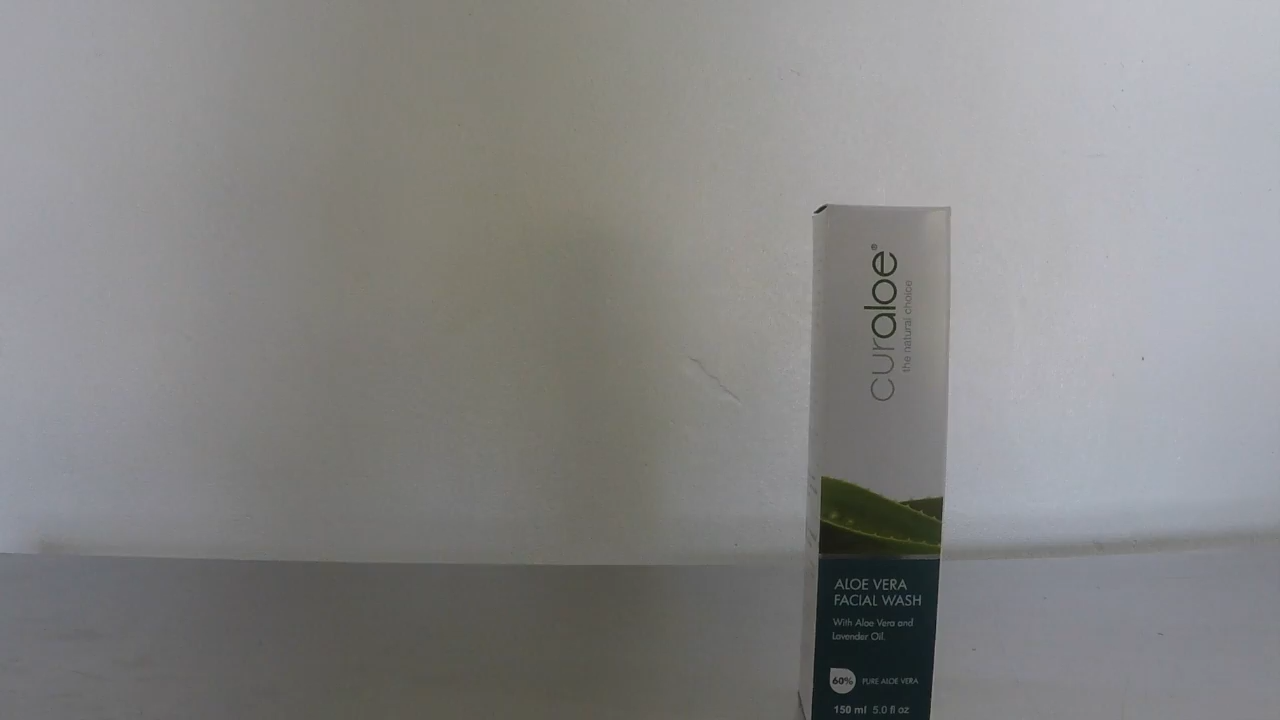 curaloe®
the natural choice
ALOE VERA
FACIAL WASH
With Aloe Vera and
Lavender Oil.
60% PURE ALOE VERA
150 ml 5.0 fl oz